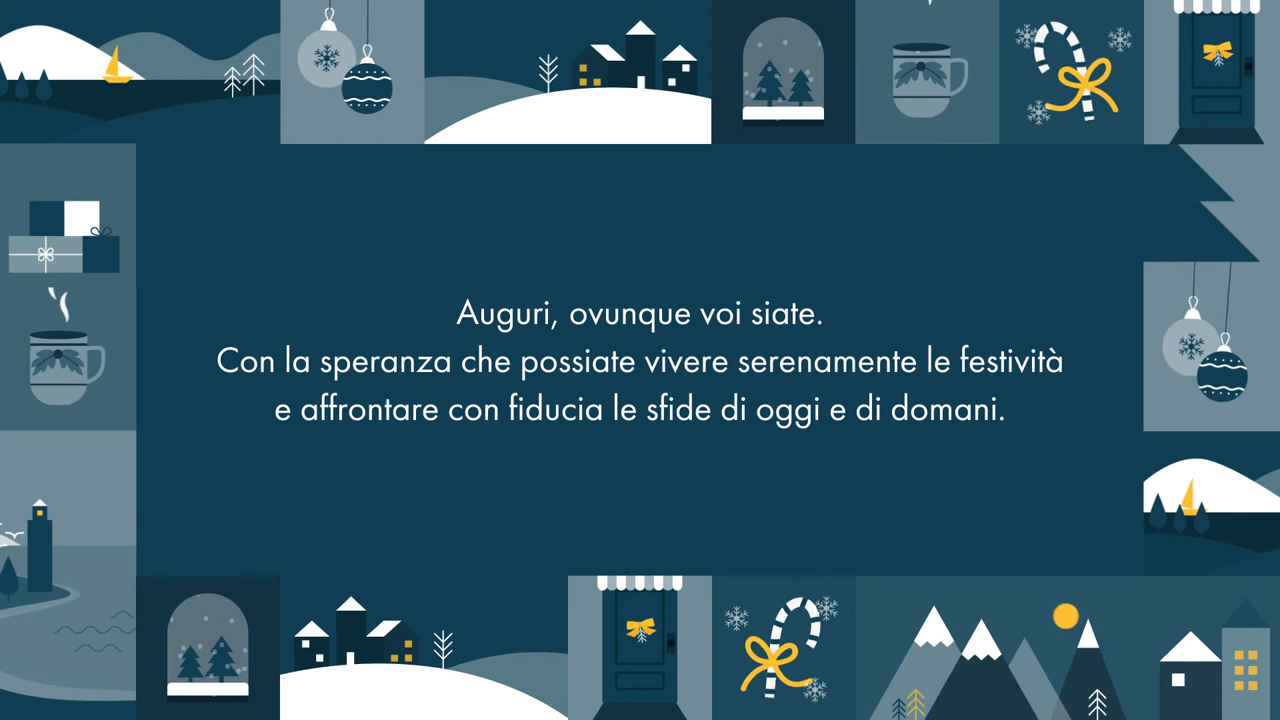 Auguri, ovunque voi siate.
Con la speranza che possiate vivere serenamente le festività
e affrontare con fiducia le sfide di oggi e di domani.